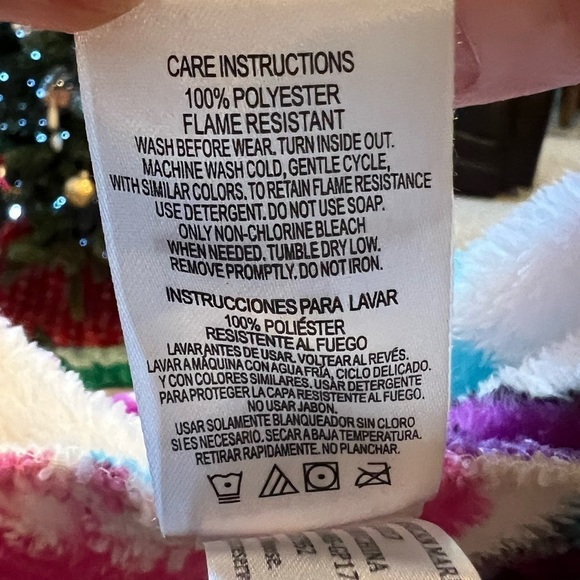 CARE INSTRUCTIONS
100% POLYESTER
FLAME RESISTANT
WASH BEFORE WEAR. TURN INSIDE OUT.
MACHINE WASH COLD, GENTLE CYCLE,
WITH SIMILAR COLORS. TO RETAIN FLAME RESISTANCE
USE DETERGENT. DO NOT USE SOAP.
ONLY NON-CHLORINE BLEACH
WHEN NEEDED. TUMBLE DRY LOW.
REMOVE PROMPTLY. DO NOT IRON.
INSTRUCCIONES PARA LAVAR
100% POLIÉSTER
RESISTENTE AL FUEGO
LAVAR ANTES DE USAR. VOLTEAR AL REVÉS.
LAVAR A MÁQUINA CON AGUA FRÍA, CICLO DELICADO.
Y CON COLORES SIMILARES. USAR DETERGENTE
PARA PROTEGER LA CAPA RESISTENTE AL FUEGO.
NO USAR JABON.
USAR SOLAMENTE BLANQUEADOR SIN CLORO
SI ES NECESARIO. SECAR A BAJA TEMPERATURA.
RETIRAR RAPIDAMENTE. NO PLANCHAR.